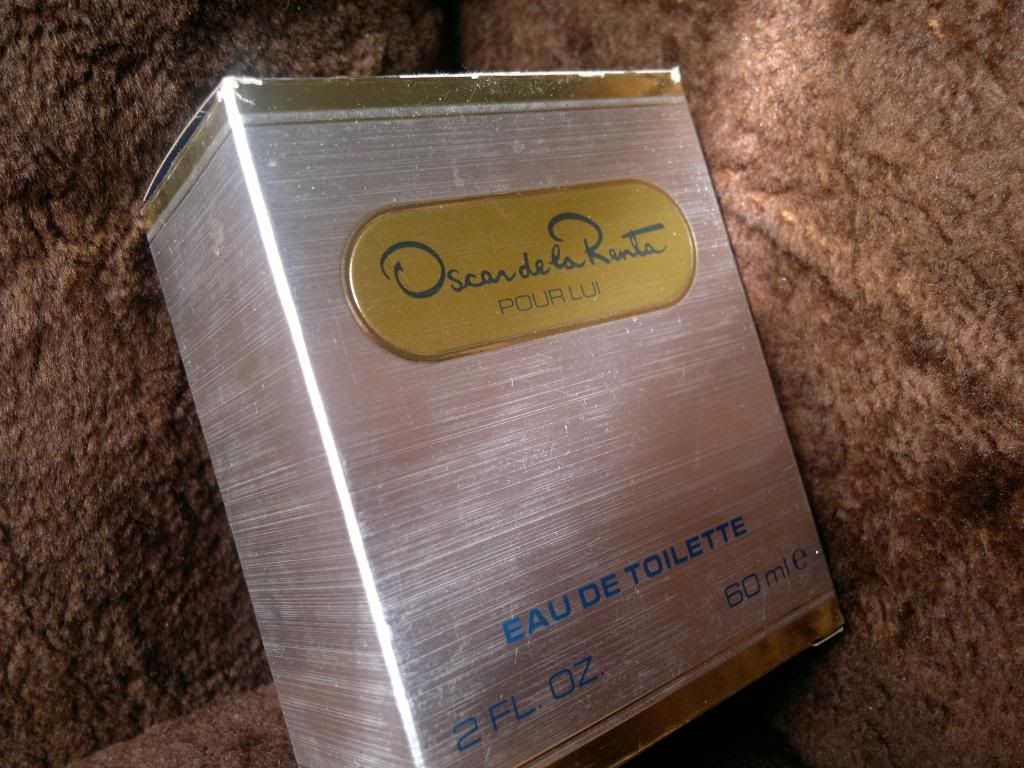 Oscar de la Renta
POUR LUI
EAU DE TOILETTE
2 FL. OZ.
60 ml e